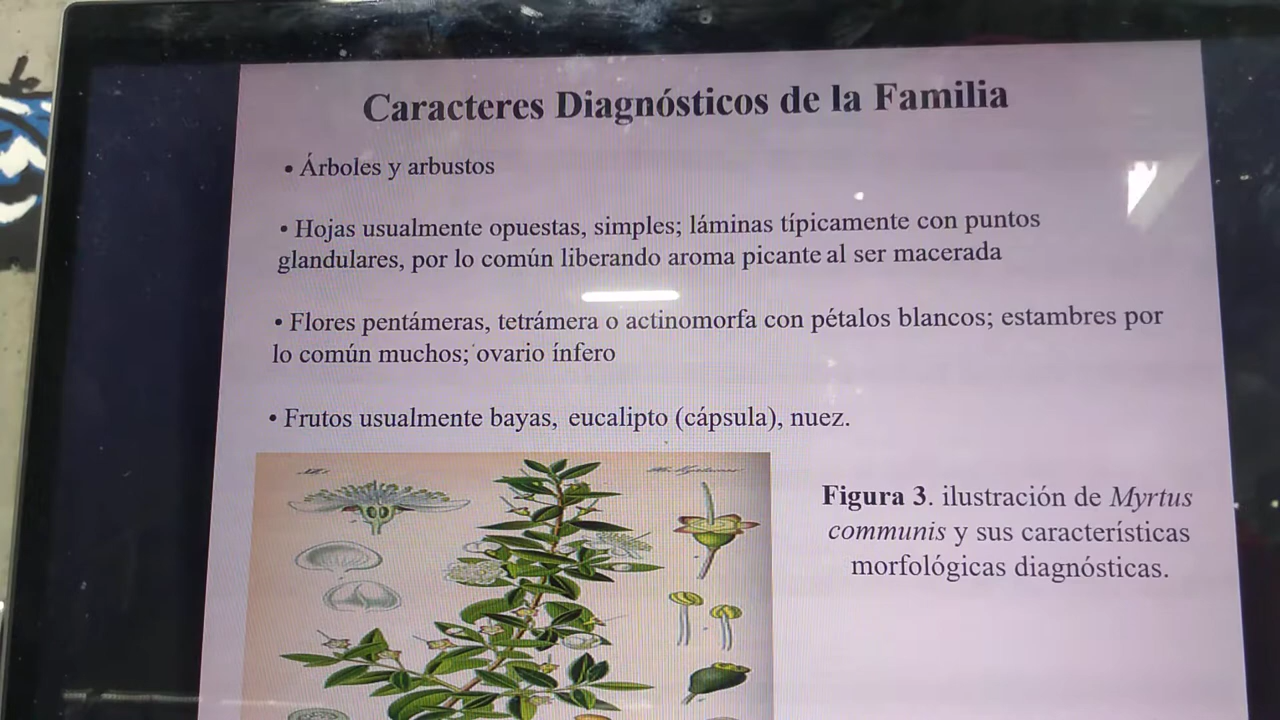 Caracteres Diagnósticos de la Familia
• Árboles y arbustos
• Hojas usualmente opuestas, simples; láminas típicamente con puntos
glandulares, por lo común liberando aroma picante al ser macerada
• Flores pentámeras, tetrámera o actinomorfa con pétalos blancos; estambres por
lo común muchos; ovario ínfero
• Frutos usualmente bayas, eucalipto (cápsula), nuez.
Figura 3. ilustración de Myrtus
communis y sus características
morfológicas diagnósticas.